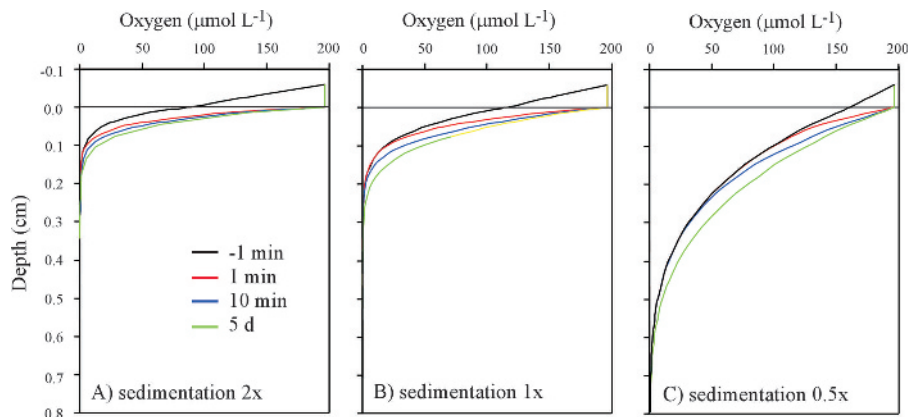 Oxygen (µmol L⁻¹) Oxygen (µmol L⁻¹) Oxygen (µmol L⁻¹)
0 50 100 150 200 0 50 100 150 200 0 50 100 150 200
-0.1
0.0
0.1
0.2
0.3
0.4
0.5
0.6
0.7
0.8
Depth (cm)
-1 min
1 min
10 min
5 d
A) sedimentation 2x
B) sedimentation 1x
C) sedimentation 0.5x